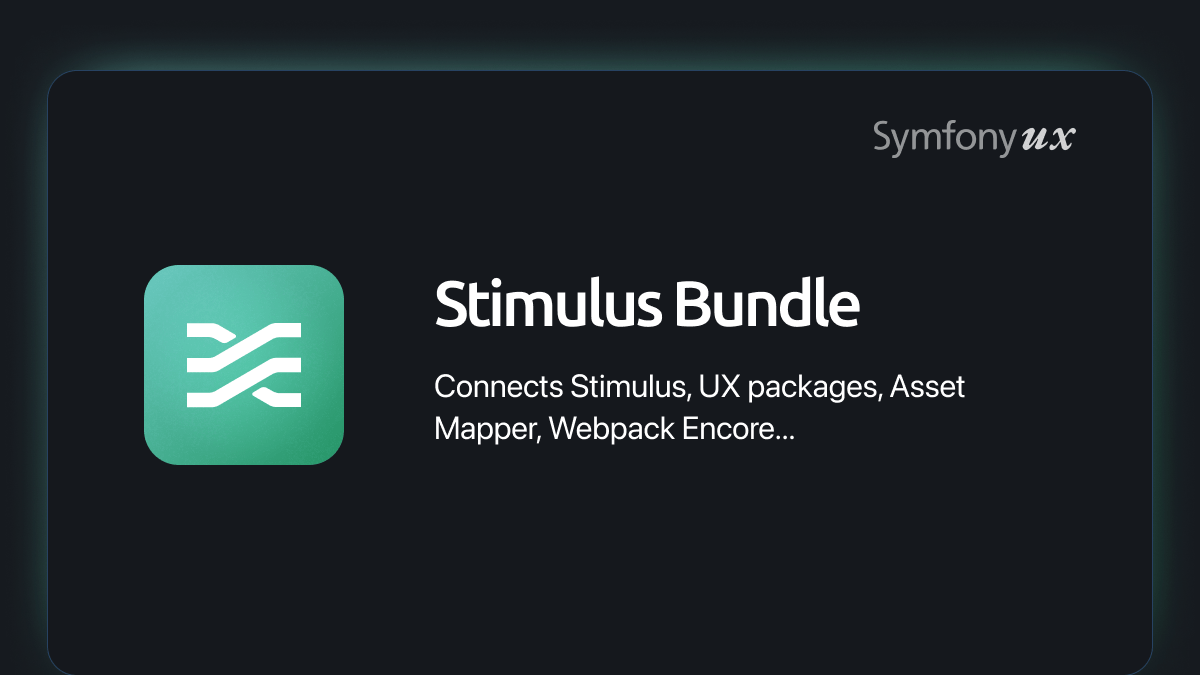 Symfony ux
Stimulus Bundle
Connects Stimulus, UX packages, Asset
Mapper, Webpack Encore...